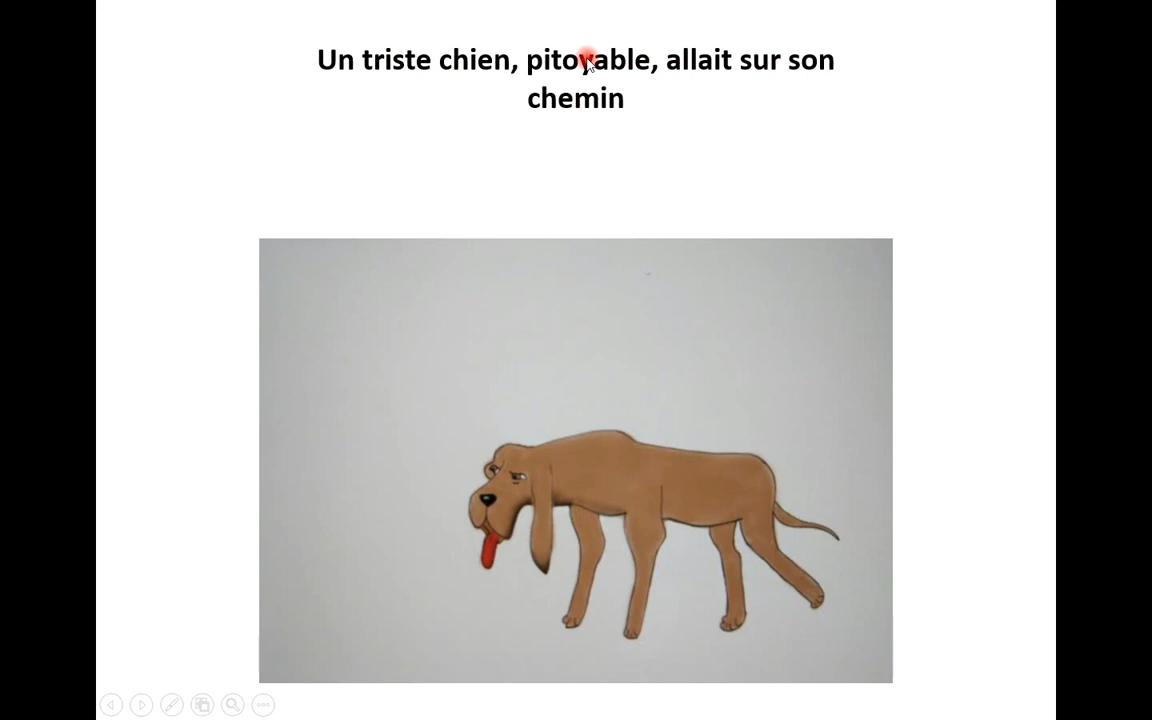 Un triste chien, pitoyable, allait sur son
chemin